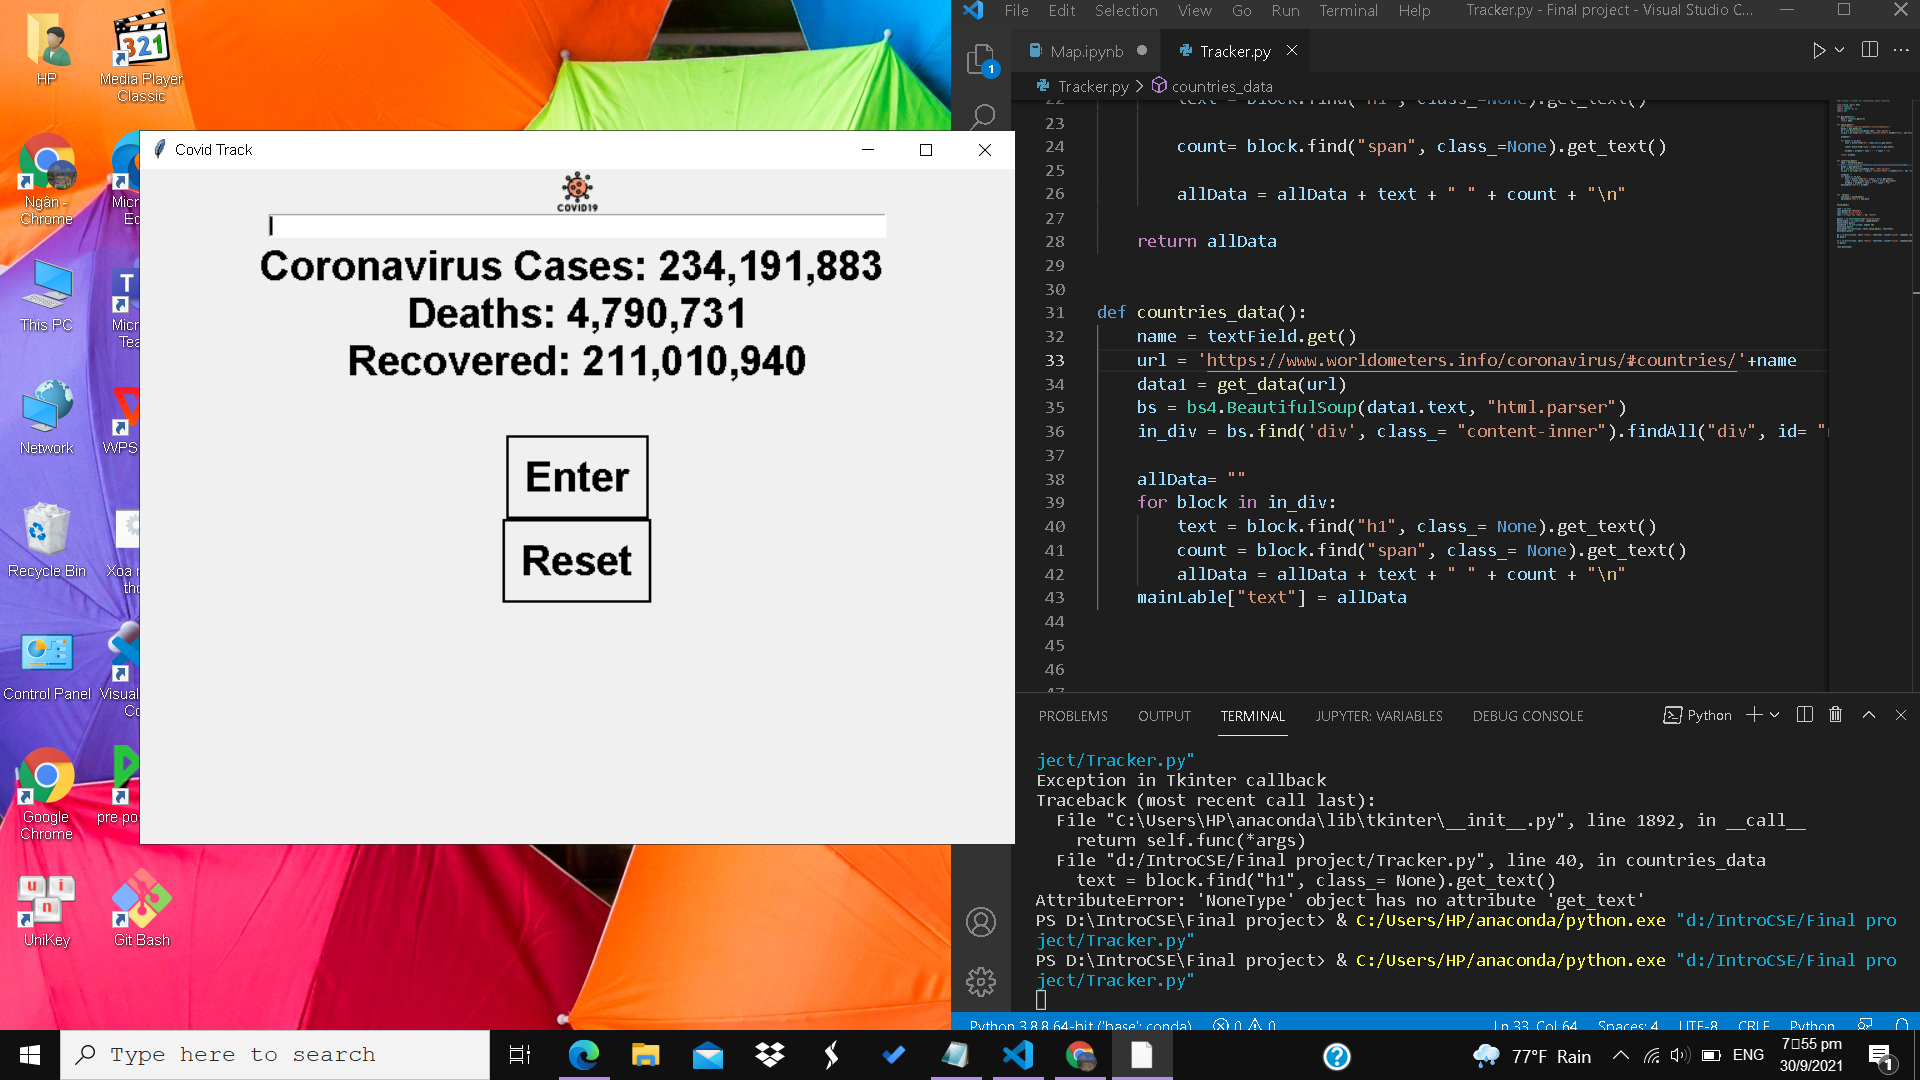 HP
Media Player
Classic
Ngân -
Chrome
This PC
Network
Recycle Bin
Control Panel
Google
Chrome
UniKey
Git Bash
Covid Track
COVID19
Coronavirus Cases: 234,191,883
Deaths: 4,790,731
Recovered: 211,010,940
Enter
Reset
File Edit Selection View Go Run Terminal Help
Tracker.py - Final project - Visual Studio C...
Map.ipynb
Tracker.py
Tracker.py > countries_data
1
23
24 count= block.find("span", class_=None).get_text()
25
26 allData = allData + text + " " + count + "\n"
27
28 return allData
29
30
31 def countries_data():
32 name = textField.get()
33 url = 'https://www.worldometers.info/coronavirus/#countries/'+name
34 data1 = get_data(url)
35 bs = bs4.BeautifulSoup(data1.text, "html.parser")
36 in_div = bs.find('div', class_= "content-inner").findAll("div", id= "
37
38 allData= ""
39 for block in in_div:
40 text = block.find("h1", class_= None).get_text()
41 count = block.find("span", class_= None).get_text()
42 allData = allData + text + " " + count + "\n"
43 mainLable["text"] = allData
44
45
46
PROBLEMS OUTPUT TERMINAL JUPYTER: VARIABLES DEBUG CONSOLE
Python
ject/Tracker.py"
Exception in Tkinter callback
Traceback (most recent call last):
File "C:\Users\HP\anaconda\lib\tkinter\__init__.py", line 1892, in __call__
return self.func(*args)
File "d:/IntroCSE/Final project/Tracker.py", line 40, in countries_data
text = block.find("h1", class_= None).get_text()
AttributeError: 'NoneType' object has no attribute 'get_text'
PS D:\IntroCSE\Final project> & C:/Users/HP/anaconda/python.exe "d:/IntroCSE/Final pro
ject/Tracker.py"
PS D:\IntroCSE\Final project> & C:/Users/HP/anaconda/python.exe "d:/IntroCSE/Final pro
ject/Tracker.py"
Python 3.8.8 64-bit ('base': conda) 0 0
Ln 33, Col 64 Spaces: 4 UTF-8 CRLF Python
Type here to search
77°F Rain
ENG
7 55 pm
30/9/2021
1